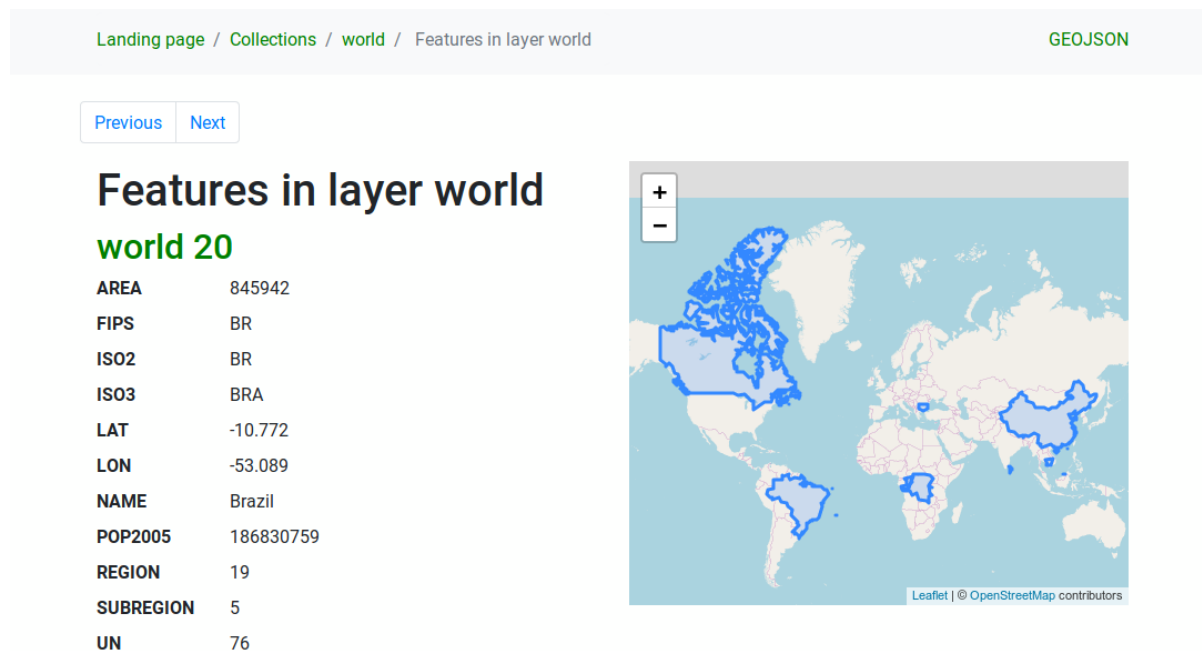 Landing page / Collections / world / Features in layer world GEOJSON
Previous Next
Features in layer world
world 20
AREA 845942
FIPS BR
ISO2 BR
ISO3 BRA
LAT -10.772
LON -53.089
NAME Brazil
POP2005 186830759
REGION 19
SUBREGION 5
UN 76
+
−
Leaflet | © OpenStreetMap contributors